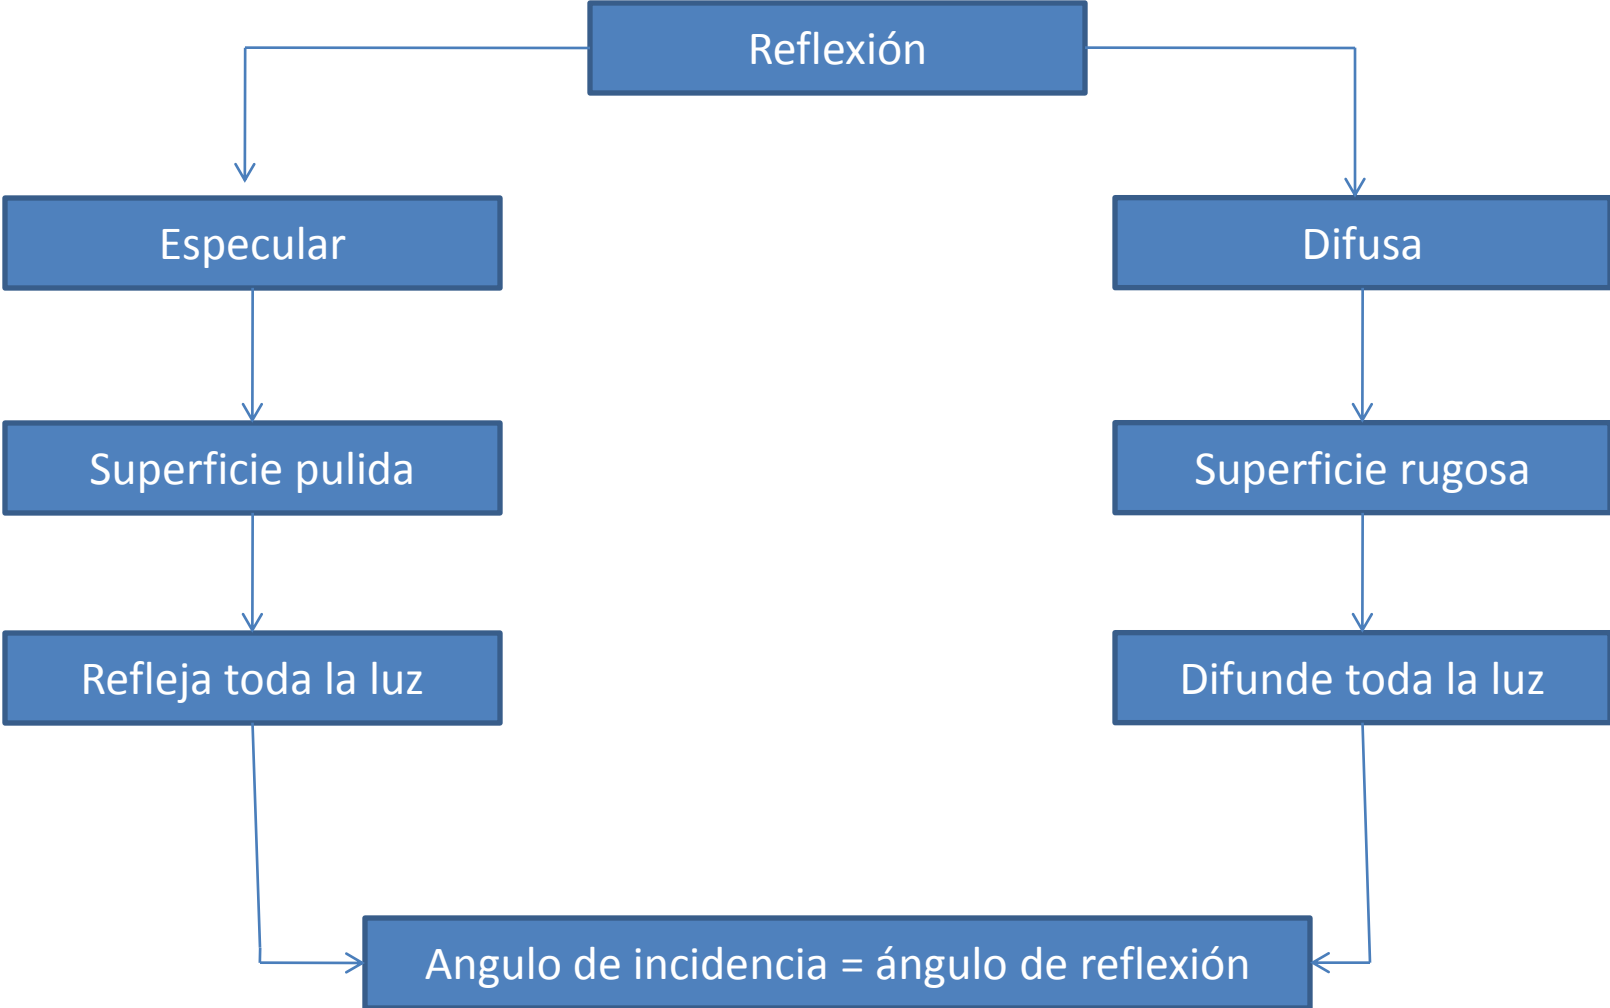 Reflexión
Especular
Difusa
Superficie pulida
Superficie rugosa
Refleja toda la luz
Difunde toda la luz
Angulo de incidencia = ángulo de reflexión